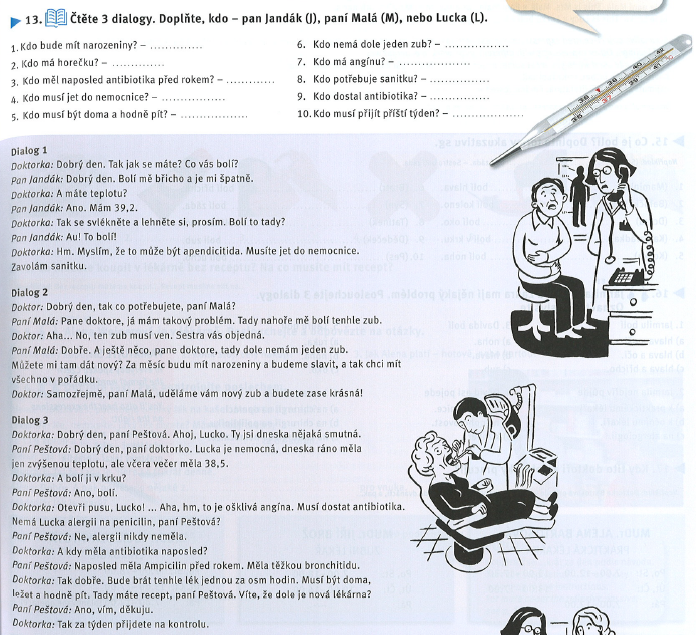 13. Čtěte 3 dialogy. Doplňte, kdo – pan Jandák (J), paní Malá (M), nebo Lucka (L).
1. Kdo bude mít narozeniny? – ..............
2. Kdo má horečku? – ..............
3. Kdo měl naposled antibiotika před rokem? – ..............
4. Kdo musí jet do nemocnice? – ..............
5. Kdo musí být doma a hodně pít? – ..............
6. Kdo nemá dole jeden zub? – ..............
7. Kdo má angínu? – ..............
8. Kdo potřebuje sanitku? – ..............
9. Kdo dostal antibiotika? – ..............
10. Kdo musí přijít příští týden? – ..............
Dialog 1
Doktorka: Dobrý den. Tak jak se máte? Co vás bolí?
Pan Jandák: Dobrý den. Bolí mě břicho a je mi špatně.
Doktorka: A máte teplotu?
Pan Jandák: Ano. Mám 39,2.
Doktorka: Tak se svlékněte a lehněte si, prosím. Bolí to tady?
Pan Jandák: Au! To bolí!
Doktorka: Hm. Myslím, že to může být apendicitida. Musíte jet do nemocnice.
Zavolám sanitku.
Dialog 2
Doktor: Dobrý den, tak co potřebujete, paní Malá?
Paní Malá: Pane doktore, já mám takový problém. Tady nahoře mě bolí tenhle zub.
Doktor: Aha... No, ten zub musí ven. Sestra vás objedná.
Paní Malá: Dobře. A ještě něco, pane doktore, tady dole nemám jeden zub.
Můžete mi tam dát nový? Za měsíc budu mít narozeniny a budeme slavit, a tak chci mít
všechno v pořádku.
Doktor: Samozřejmě, paní Malá, uděláme vám nový zub a budete zase krásná!
Dialog 3
Doktorka: Dobrý den, paní Peštová. Ahoj, Lucko. Ty jsi dneska nějaká smutná.
Paní Peštová: Dobrý den, paní doktorko. Lucka je nemocná, dneska ráno měla
jen zvýšenou teplotu, ale včera večer měla 38,5.
Doktorka: A bolí ji v krku?
Paní Peštová: Ano, bolí.
Doktorka: Otevři pusu, Lucko! ... Aha, hm, to je ošklivá angína. Musí dostat antibiotika.
Nemá Lucka alergii na penicilin, paní Peštová?
Paní Peštová: Ne, alergii nikdy neměla.
Doktorka: A kdy měla antibiotika naposled?
Paní Peštová: Naposled měla Ampicilin před rokem. Měla těžkou bronchitidu.
Doktorka: Tak dobře. Bude brát tenhle lék jednou za osm hodin. Musí být doma,
ležet a hodně pít. Tady máte recept, paní Peštová. Víte, že dole je nová lékárna?
Paní Peštová: Ano, vím, děkuju.
Doktorka: Tak za týden přijdete na kontrolu.